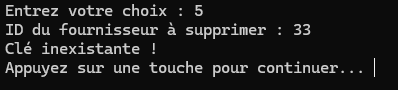 Entrez votre choix : 5
ID du fournisseur à supprimer : 33
Clé inexistante !
Appuyez sur une touche pour continuer...